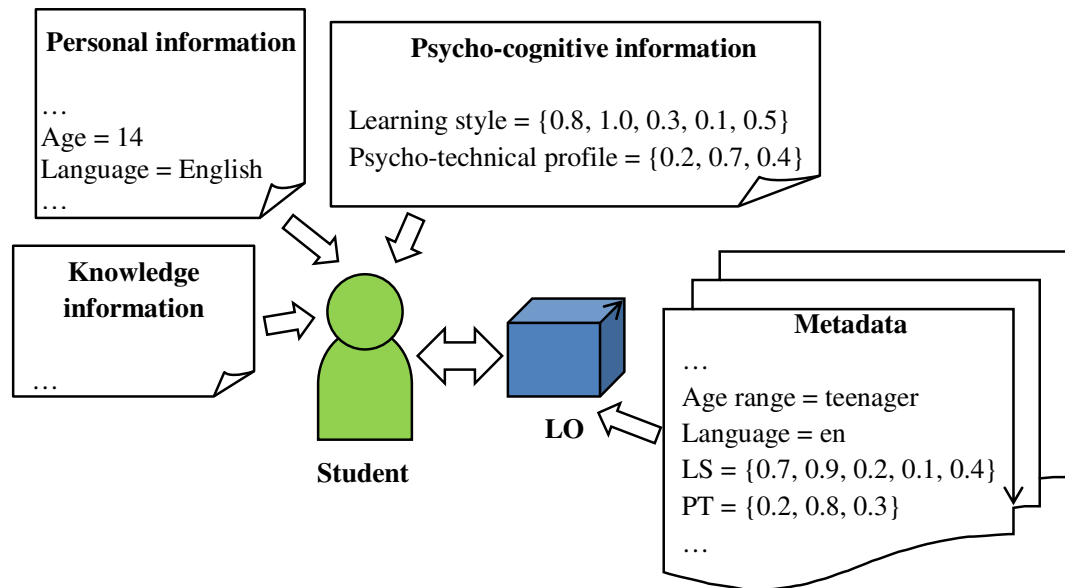 Personal information
…
Age = 14
Language = English
…
Psycho-cognitive information
Learning style = {0.8, 1.0, 0.3, 0.1, 0.5}
Psycho-technical profile = {0.2, 0.7, 0.4}
Knowledge
information
…
Student
LO
Metadata
…
Age range = teenager
Language = en
LS = {0.7, 0.9, 0.2, 0.1, 0.4}
PT = {0.2, 0.8, 0.3}
…